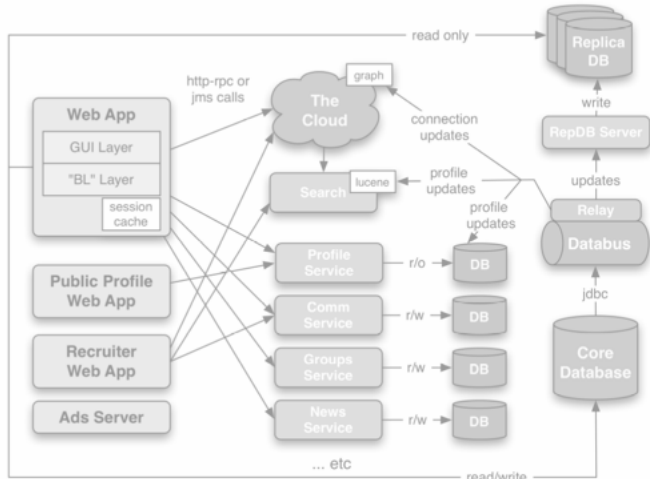 read only
Replica
DB
http-rpc or
jms calls
graph
The
Cloud
write
Web App
connection
updates
RepDB Server
GUI Layer
"BL" Layer
Search
lucene
profile
updates
updates
session
cache
profile
updates
Relay
Databus
Profile
Service
r/o
DB
Public Profile
Web App
jdbc
Comm
Service
r/w
DB
Recruiter
Web App
Groups
Service
r/w
DB
Core
Database
Ads Server
News
Service
r/w
DB
... etc
read/write